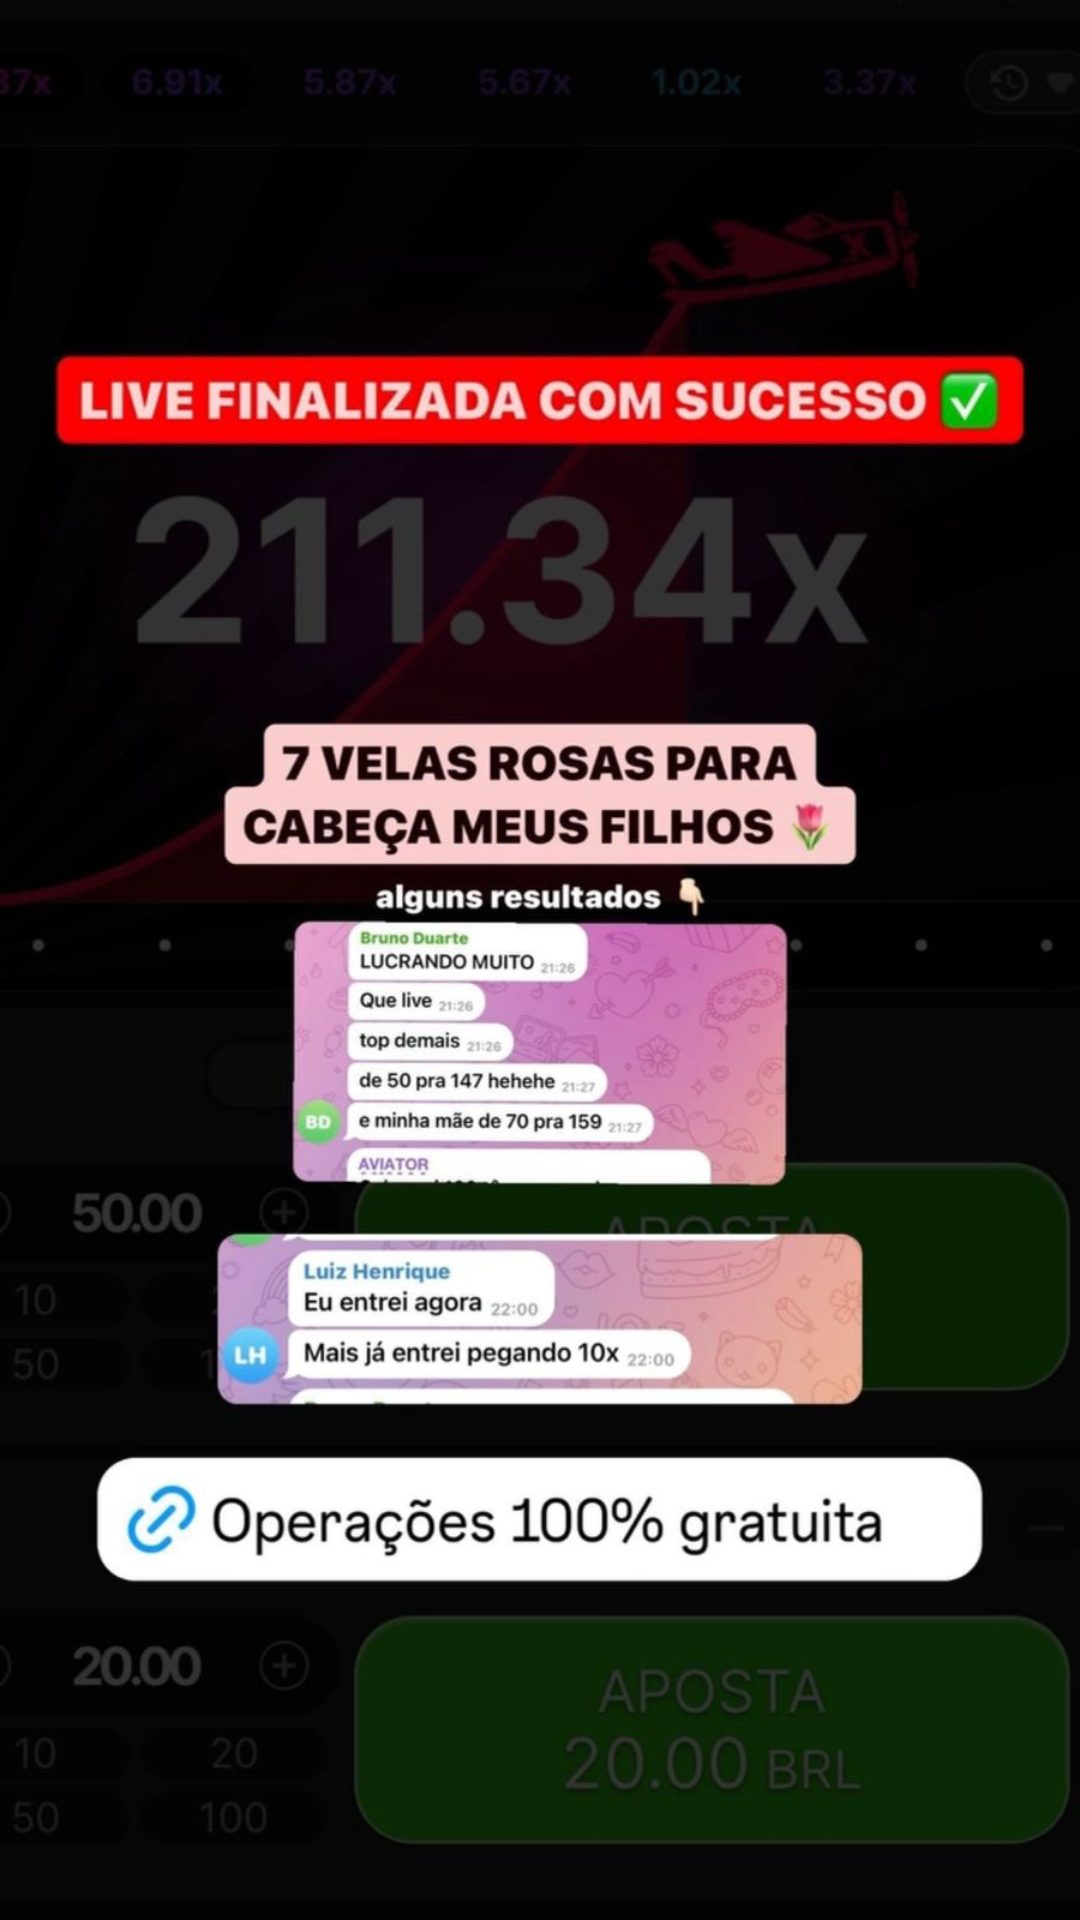 87x 6.91x 5.87x 5.67x 1.02x 3.37x
X
LIVE FINALIZADA COM SUCESSO ✅
211.34x
7 VELAS ROSAS PARA
CABEÇA MEUS FILHOS 🌷
alguns resultados 👇🏻
Bruno Duarte
LUCRANDO MUITO 21:26
Que live 21:26
top demais 21:26
de 50 pra 147 hehehe 21:27
BD e minha mãe de 70 pra 159 21:27
AVIATOR
50.00 +
APOSTA
10
50
Luiz Henrique
Eu entrei agora 22:00
LH Mais já entrei pegando 10x 22:00
Operações 100% gratuita
20.00 +
APOSTA
20.00 BRL
10 20
50 100